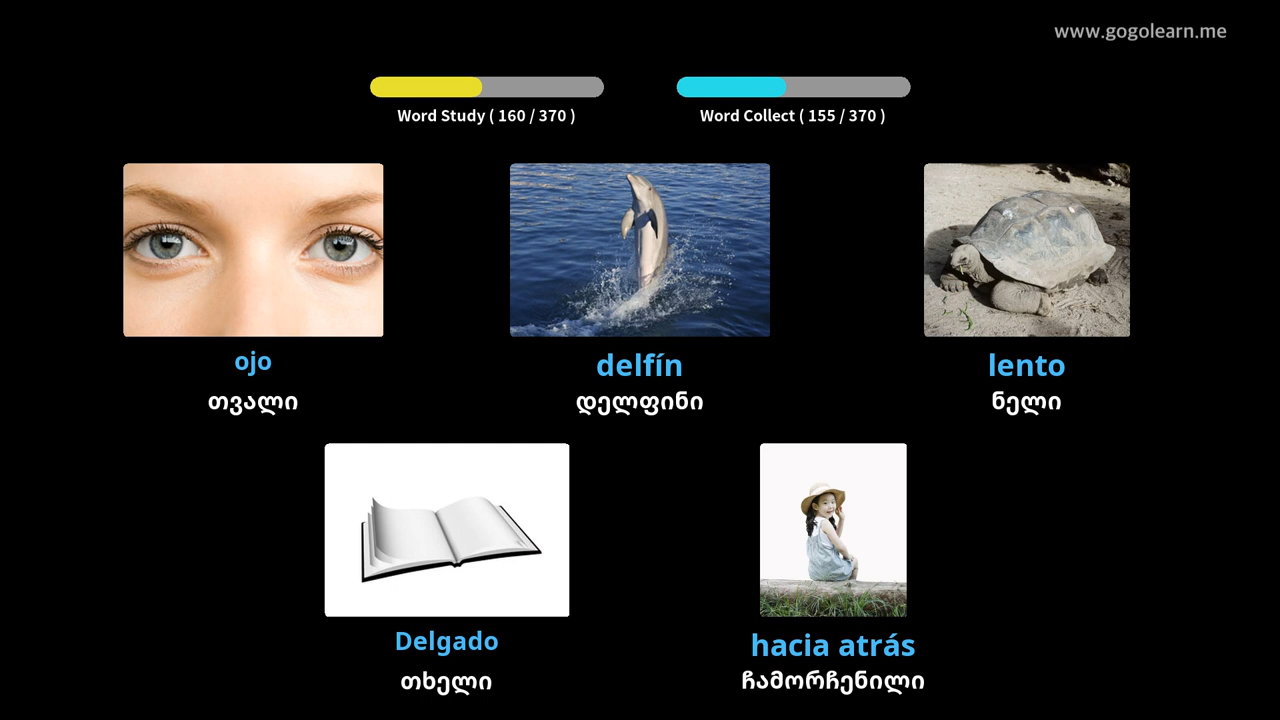 www.gogolearn.me
Word Study ( 160 / 370 )
Word Collect ( 155 / 370 )
ojo
თვალი
delfín
დელფინი
lento
ნელი
Delgado
თხელი
hacia atrás
ჩამორჩენილი